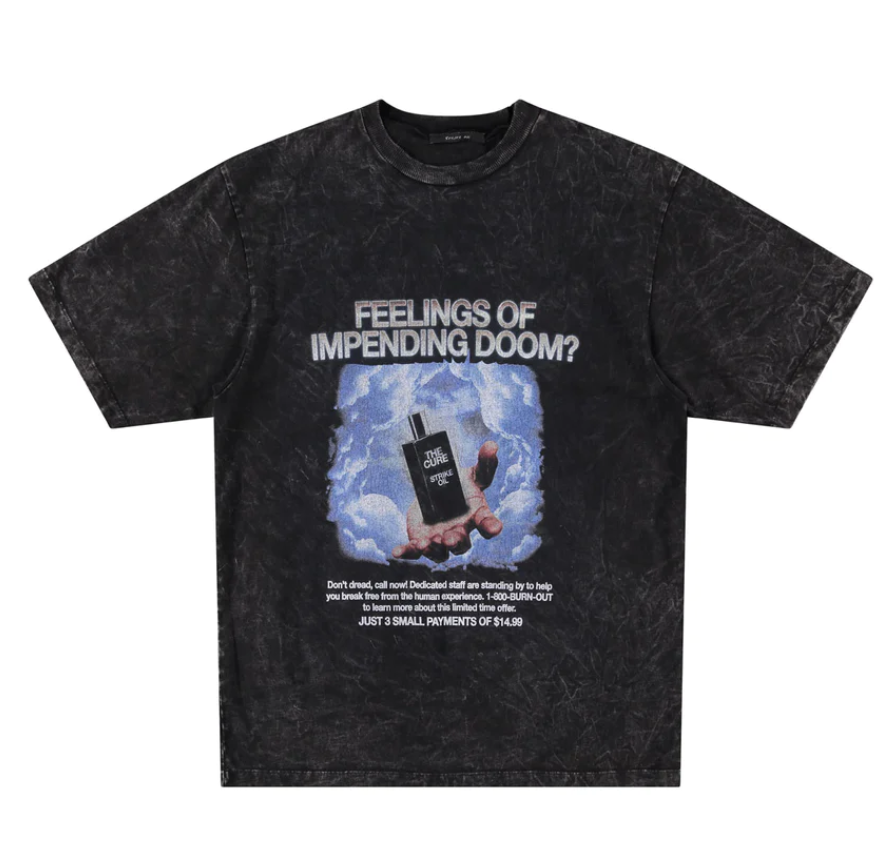 FEELINGS OF
IMPENDING DOOM?
THE
CURE
STRIKE
OIL
Don't dread, call now! Dedicated staff are standing by to help
you break free from the human experience. 1-800-BURN-OUT
to learn more about this limited time offer.
JUST 3 SMALL PAYMENTS OF $14.99